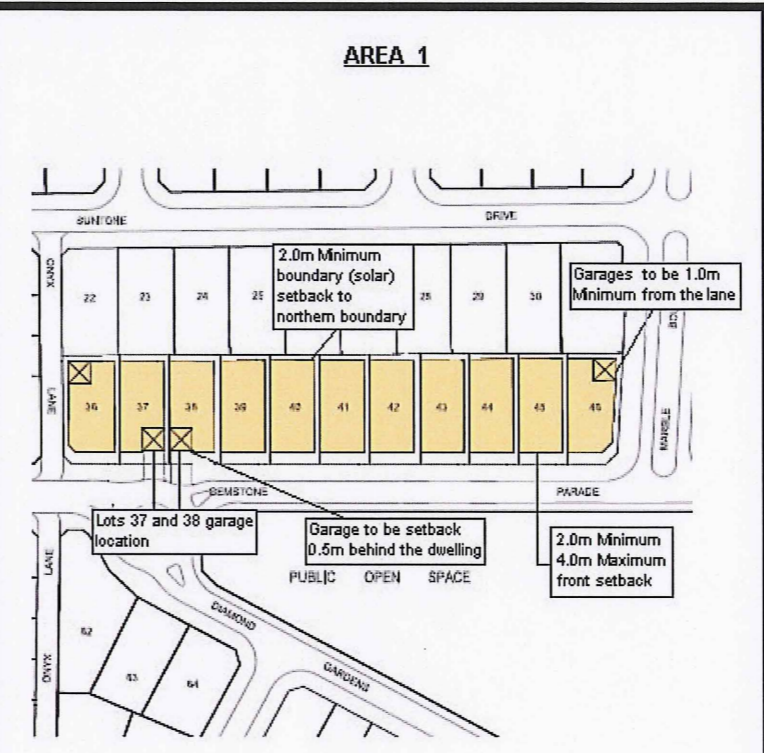 AREA 1
SUNTONE DRIVE
ONYX
22 23 24 25 28 29 30
2.0m Minimum
boundary (solar)
setback to
northern boundary
Garages to be 1.0m
Minimum from the lane
LANE
36 37 38 39 40 41 42 43 44 45 46
MARBLE
GEMSTONE PARADE
Lots 37 and 38 garage
location
Garage to be setback
0.5m behind the dwelling
2.0m Minimum
4.0m Maximum
front setback
PUBLIC OPEN SPACE
LANE
ONYX
62 63 64
DIAMOND
GARDENS